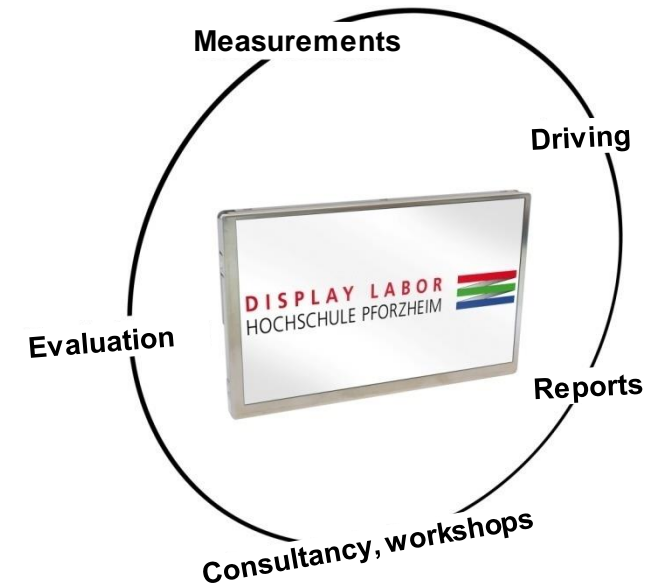 Measurements
Driving
DISPLAY LABOR
HOCHSCHULE PFORZHEIM
Evaluation
Reports
Consultancy, workshops